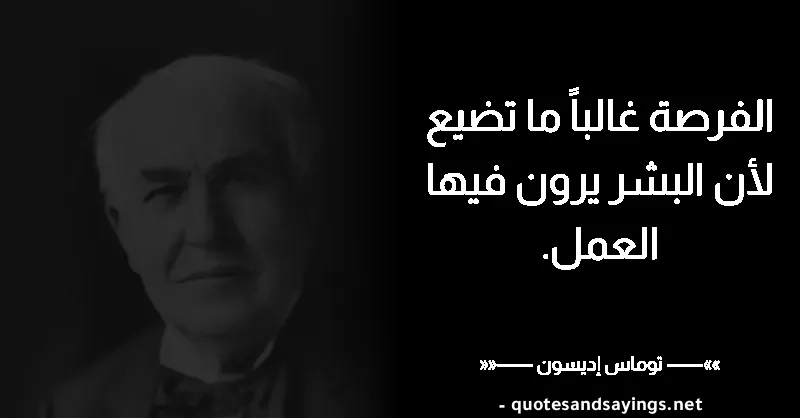 الفرصة غالباً ما تضيع
لأن البشر يرون فيها
العمل.
»»—— توماس إديسون ——««
- quotesandsayings.net